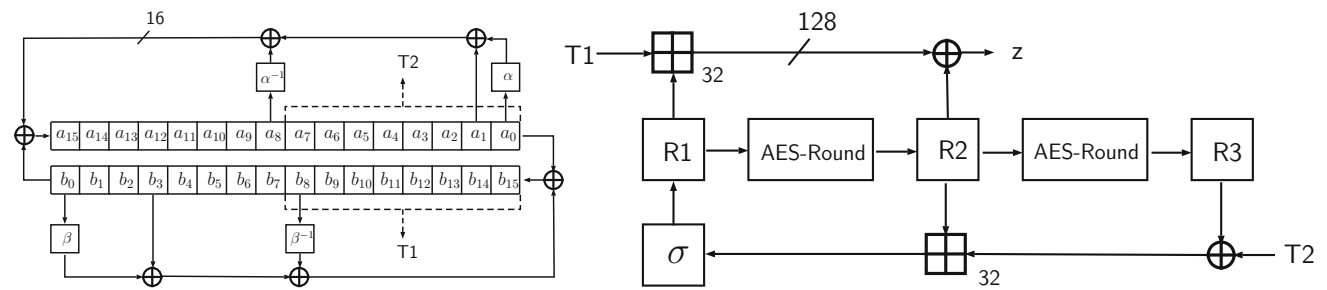 16
α⁻¹
T2
α
a₁₅ a₁₄ a₁₃ a₁₂ a₁₁ a₁₀ a₉ a₈ a₇ a₆ a₅ a₄ a₃ a₂ a₁ a₀
b₀ b₁ b₂ b₃ b₄ b₅ b₆ b₇ b₈ b₉ b₁₀ b₁₁ b₁₂ b₁₃ b₁₄ b₁₅
β
β⁻¹
T1
128
T1
z
32
R1
AES-Round
R2
AES-Round
R3
σ
32
T2